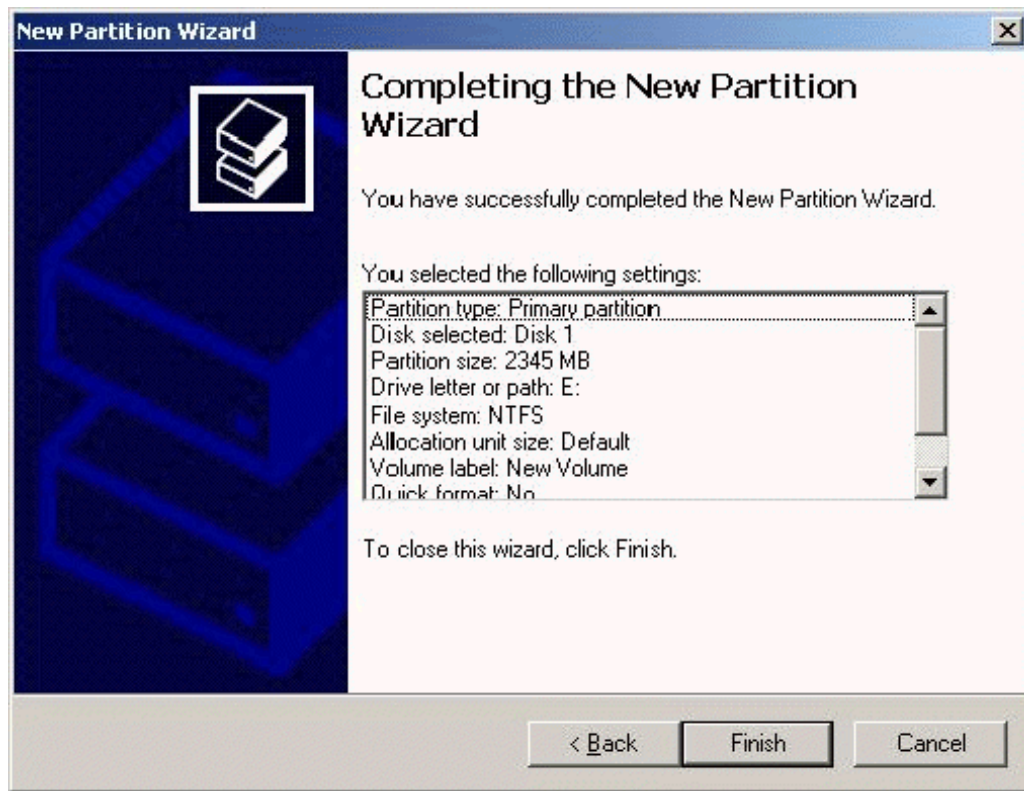 New Partition Wizard
Completing the New Partition
Wizard
You have successfully completed the New Partition Wizard.
You selected the following settings:
Partition type: Primary partition
Disk selected: Disk 1
Partition size: 2345 MB
Drive letter or path: E:
File system: NTFS
Allocation unit size: Default
Volume label: New Volume
Quick format: No
To close this wizard, click Finish.
< Back
Finish
Cancel